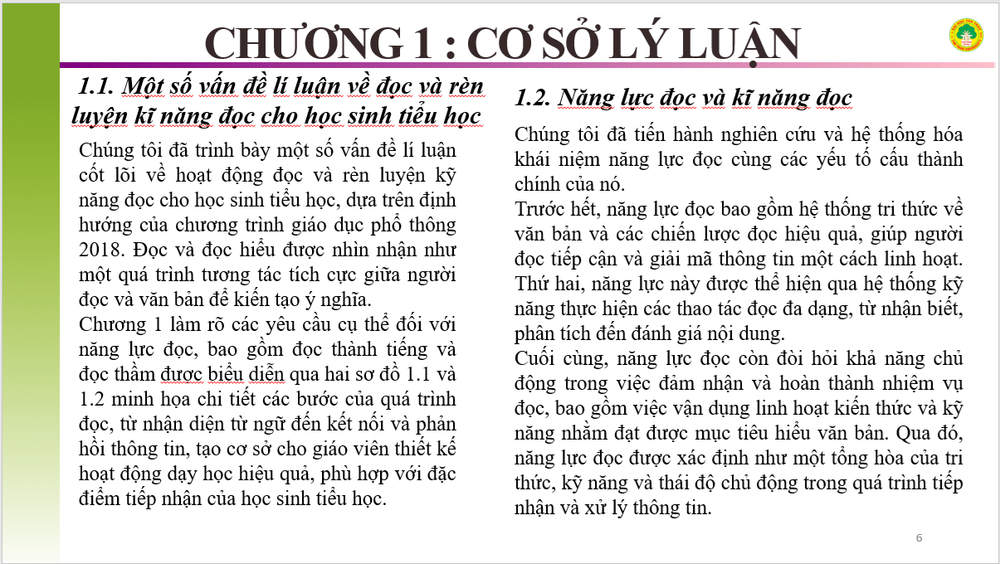 CHƯƠNG 1 : CƠ SỞ LÝ LUẬN
1.1. Một số vấn đề lí luận về đọc và rèn
luyện kĩ năng đọc cho học sinh tiểu học
Chúng tôi đã trình bày một số vấn đề lí luận
cốt lõi về hoạt động đọc và rèn luyện kỹ
năng đọc cho học sinh tiểu học, dựa trên định
hướng của chương trình giáo dục phổ thông
2018. Đọc và đọc hiểu được nhìn nhận như
một quá trình tương tác tích cực giữa người
đọc và văn bản để kiến tạo ý nghĩa.
Chương 1 làm rõ các yêu cầu cụ thể đối với
năng lực đọc, bao gồm đọc thành tiếng và
đọc thầm được biểu diễn qua hai sơ đồ 1.1 và
1.2 minh họa chi tiết các bước của quá trình
đọc, từ nhận diện từ ngữ đến kết nối và phản
hồi thông tin, tạo cơ sở cho giáo viên thiết kế
hoạt động dạy học hiệu quả, phù hợp với đặc
điểm tiếp nhận của học sinh tiểu học.
1.2. Năng lực đọc và kĩ năng đọc
Chúng tôi đã tiến hành nghiên cứu và hệ thống hóa
khái niệm năng lực đọc cùng các yếu tố cấu thành
chính của nó.
Trước hết, năng lực đọc bao gồm hệ thống tri thức về
văn bản và các chiến lược đọc hiệu quả, giúp người
đọc tiếp cận và giải mã thông tin một cách linh hoạt.
Thứ hai, năng lực này được thể hiện qua hệ thống kỹ
năng thực hiện các thao tác đọc đa dạng, từ nhận biết,
phân tích đến đánh giá nội dung.
Cuối cùng, năng lực đọc còn đòi hỏi khả năng chủ
động trong việc đảm nhận và hoàn thành nhiệm vụ
đọc, bao gồm việc vận dụng linh hoạt kiến thức và kỹ
năng nhằm đạt được mục tiêu hiểu văn bản. Qua đó,
năng lực đọc được xác định như một tổng hòa của tri
thức, kỹ năng và thái độ chủ động trong quá trình tiếp
nhận và xử lý thông tin.
6